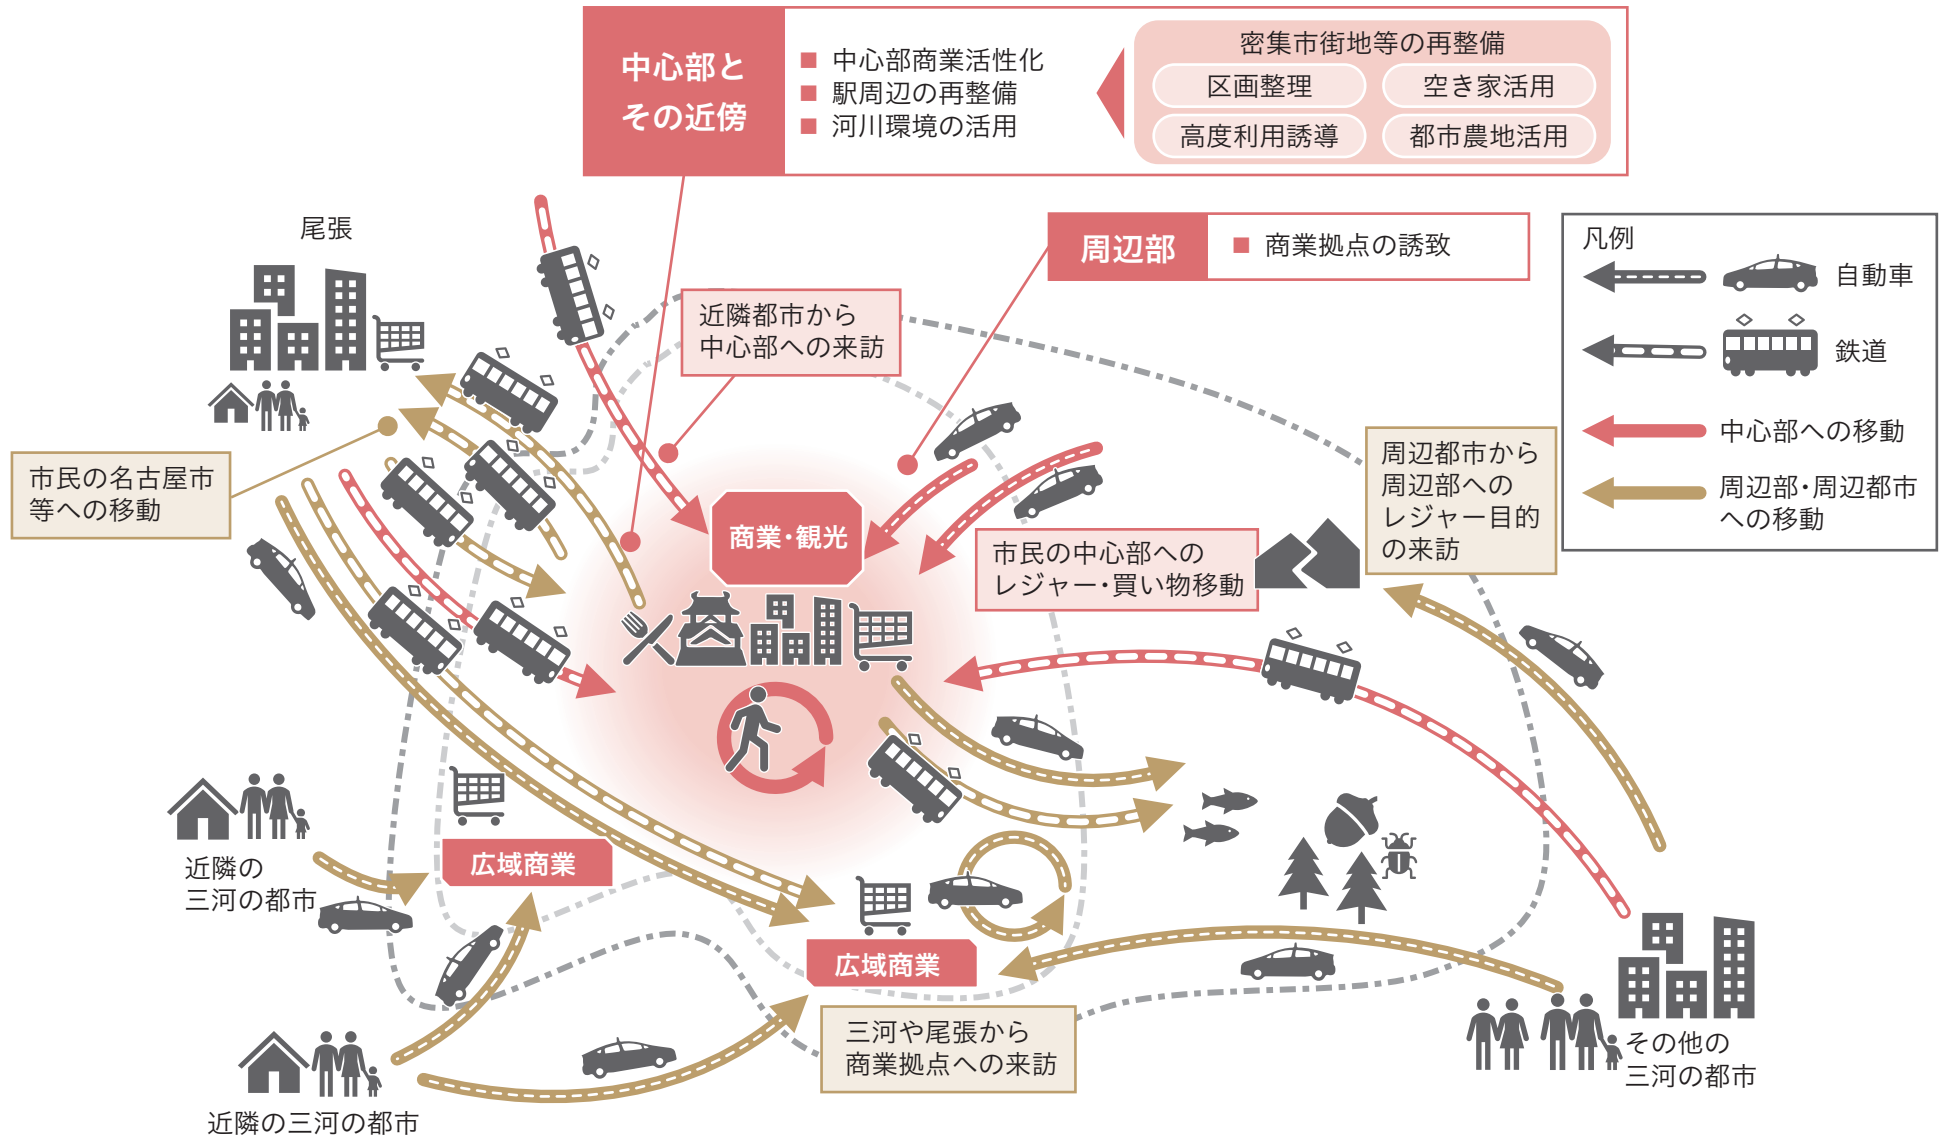 中心部と
その近傍
■ 中心部商業活性化
■ 駅周辺の再整備
■ 河川環境の活用
密集市街地等の再整備
区画整理
空き家活用
高度利用誘導
都市農地活用
周辺部
■ 商業拠点の誘致
凡例
自動車
鉄道
中心部への移動
周辺部・周辺都市
への移動
尾張
近隣都市から
中心部への来訪
市民の名古屋市
等への移動
周辺都市から
周辺部への
レジャー目的
の来訪
商業・観光
市民の中心部への
レジャー・買い物移動
近隣の
三河の都市
広域商業
広域商業
三河や尾張から
商業拠点への来訪
その他の
三河の都市
近隣の三河の都市